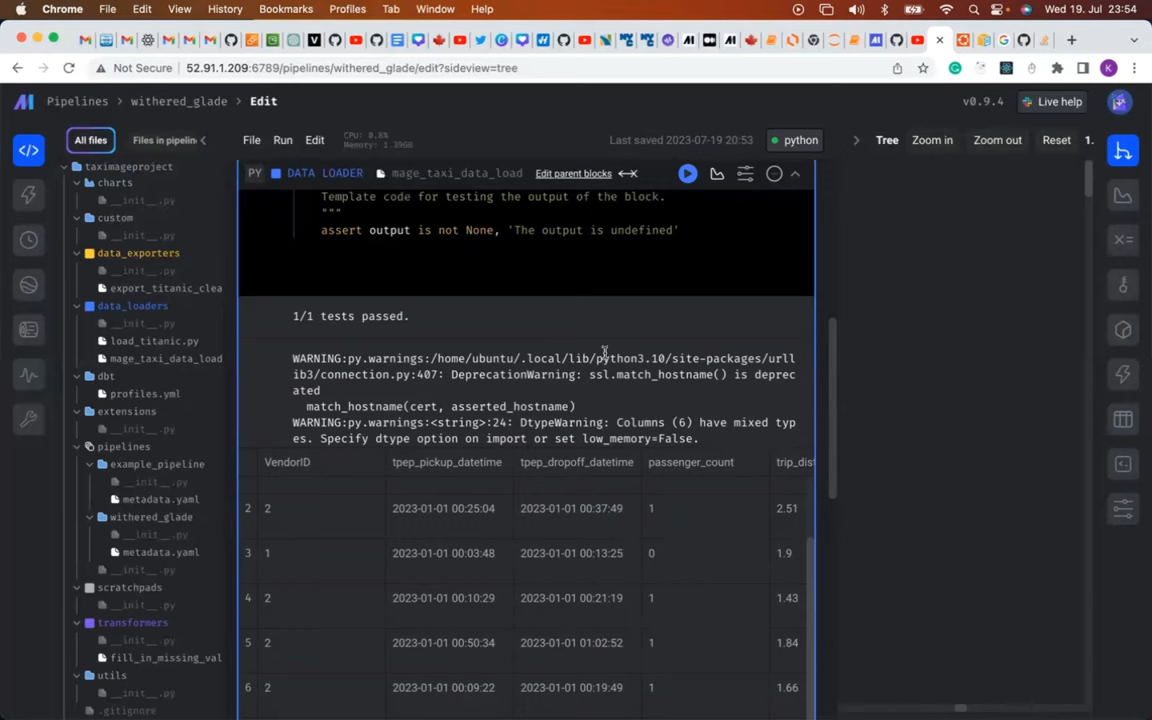 Chrome File Edit View History Bookmarks Profiles Tab Window Help Wed 19. Jul 23:54
Not Secure 52.91.1.209:6789/pipelines/withered_glade/edit?sideview=tree K
Pipelines > withered_glade > Edit v0.9.4 Live help
All files Files in pipelin
File Run Edit CPU: 0.8%
Memory: 1.39GB Last saved 2023-07-19 20:53 python
Tree Zoom in Zoom out Reset 1.
taximageproject
charts
__init__.py
custom
__init__.py
data_exporters
__init__.py
export_titanic_clea
data_loaders
__init__.py
load_titanic.py
mage_taxi_data_load
dbt
profiles.yml
extensions
__init__.py
pipelines
example_pipeline
__init__.py
metadata.yaml
withered_glade
__init__.py
metadata.yaml
__init__.py
scratchpads
__init__.py
transformers
__init__.py
fill_in_missing_val
utils
__init__.py
.gitignore
PY DATA LOADER mage_taxi_data_load Edit parent blocks
Template code for testing the output of the block.
"""
assert output is not None, 'The output is undefined'
1/1 tests passed.
WARNING:py.warnings:/home/ubuntu/.local/lib/python3.10/site-packages/url
lib3/connection.py:407: DeprecationWarning: ssl.match_hostname() is deprec
ated
match_hostname(cert, asserted_hostname)
WARNING:py.warnings:<string>:24: DtypeWarning: Columns (6) have mixed typ
es. Specify dtype option on import or set low_memory=False.
VendorID tpep_pickup_datetime tpep_dropoff_datetime passenger_count trip_dist
2 2 2023-01-01 00:25:04 2023-01-01 00:37:49 1 2.51
3 1 2023-01-01 00:03:48 2023-01-01 00:13:25 0 1.9
4 2 2023-01-01 00:10:29 2023-01-01 00:21:19 1 1.43
5 2 2023-01-01 00:50:34 2023-01-01 01:02:52 1 1.84
6 2 2023-01-01 00:09:22 2023-01-01 00:19:49 1 1.66